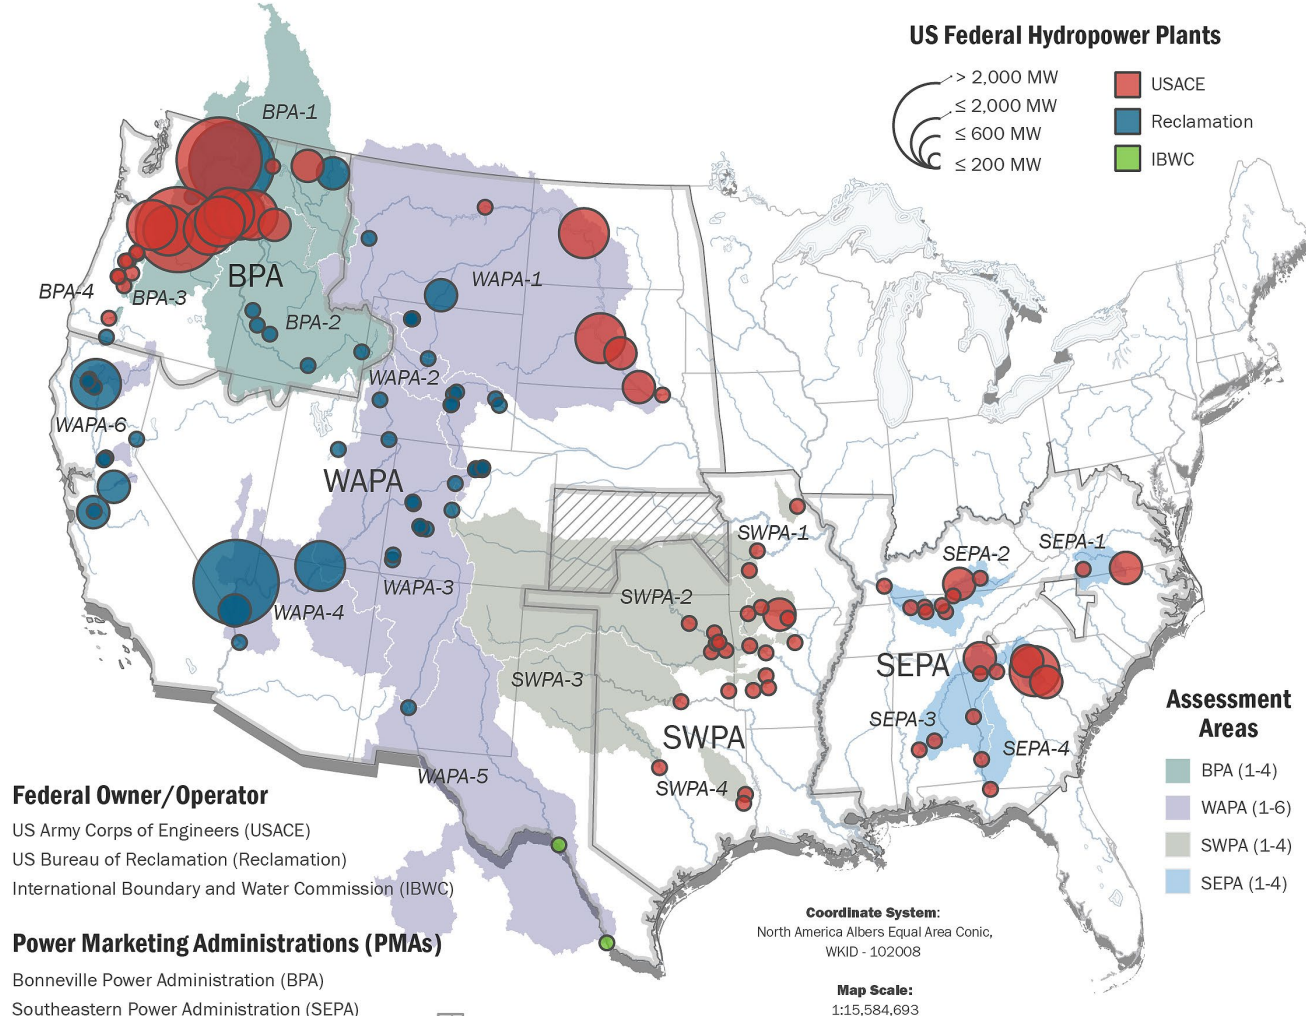 US Federal Hydropower Plants
> 2,000 MW
≤ 2,000 MW
≤ 600 MW
≤ 200 MW
USACE
Reclamation
IBWC
BPA-1
BPA
WAPA-1
BPA-4
BPA-3
BPA-2
WAPA-2
WAPA-6
WAPA
SWPA-1
SEPA-2
SEPA-1
WAPA-3
WAPA-4
SWPA-2
SEPA
SWPA-3
SEPA-3
SWPA
SEPA-4
WAPA-5
SWPA-4
Assessment
Areas
BPA (1-4)
WAPA (1-6)
SWPA (1-4)
SEPA (1-4)
Federal Owner/Operator
US Army Corps of Engineers (USACE)
US Bureau of Reclamation (Reclamation)
International Boundary and Water Commission (IBWC)
Power Marketing Administrations (PMAs)
Bonneville Power Administration (BPA)
Southeastern Power Administration (SEPA)
Coordinate System:
North America Albers Equal Area Conic,
WKID - 102008
Map Scale:
1:15,584,693